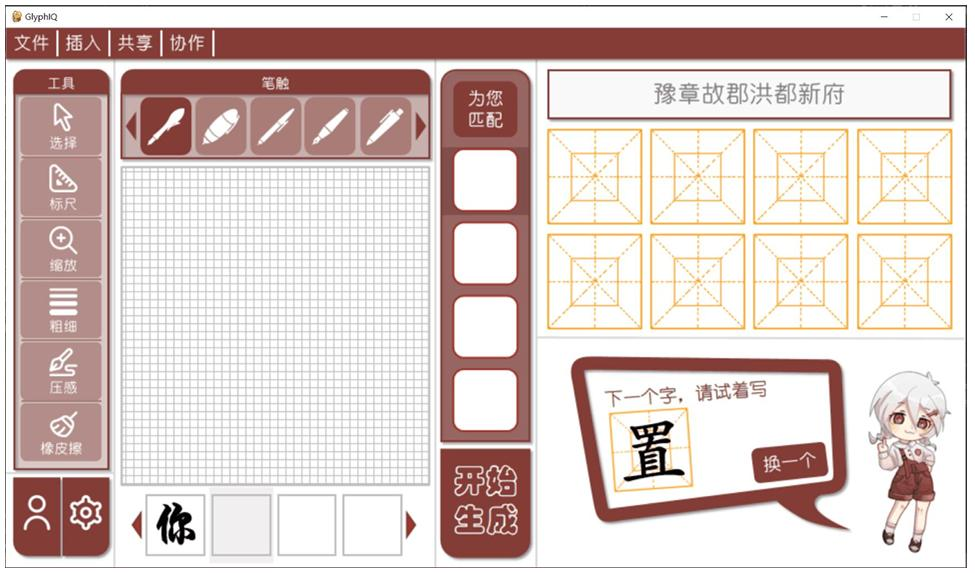 GlyphIQ
文件 插入 共享 协作
工具
选择
标尺
缩放
粗细
压感
橡皮擦
笔触
你
为您
匹配
开始
生成
豫章故郡洪都新府
下一个字，请试着写
置
换一个